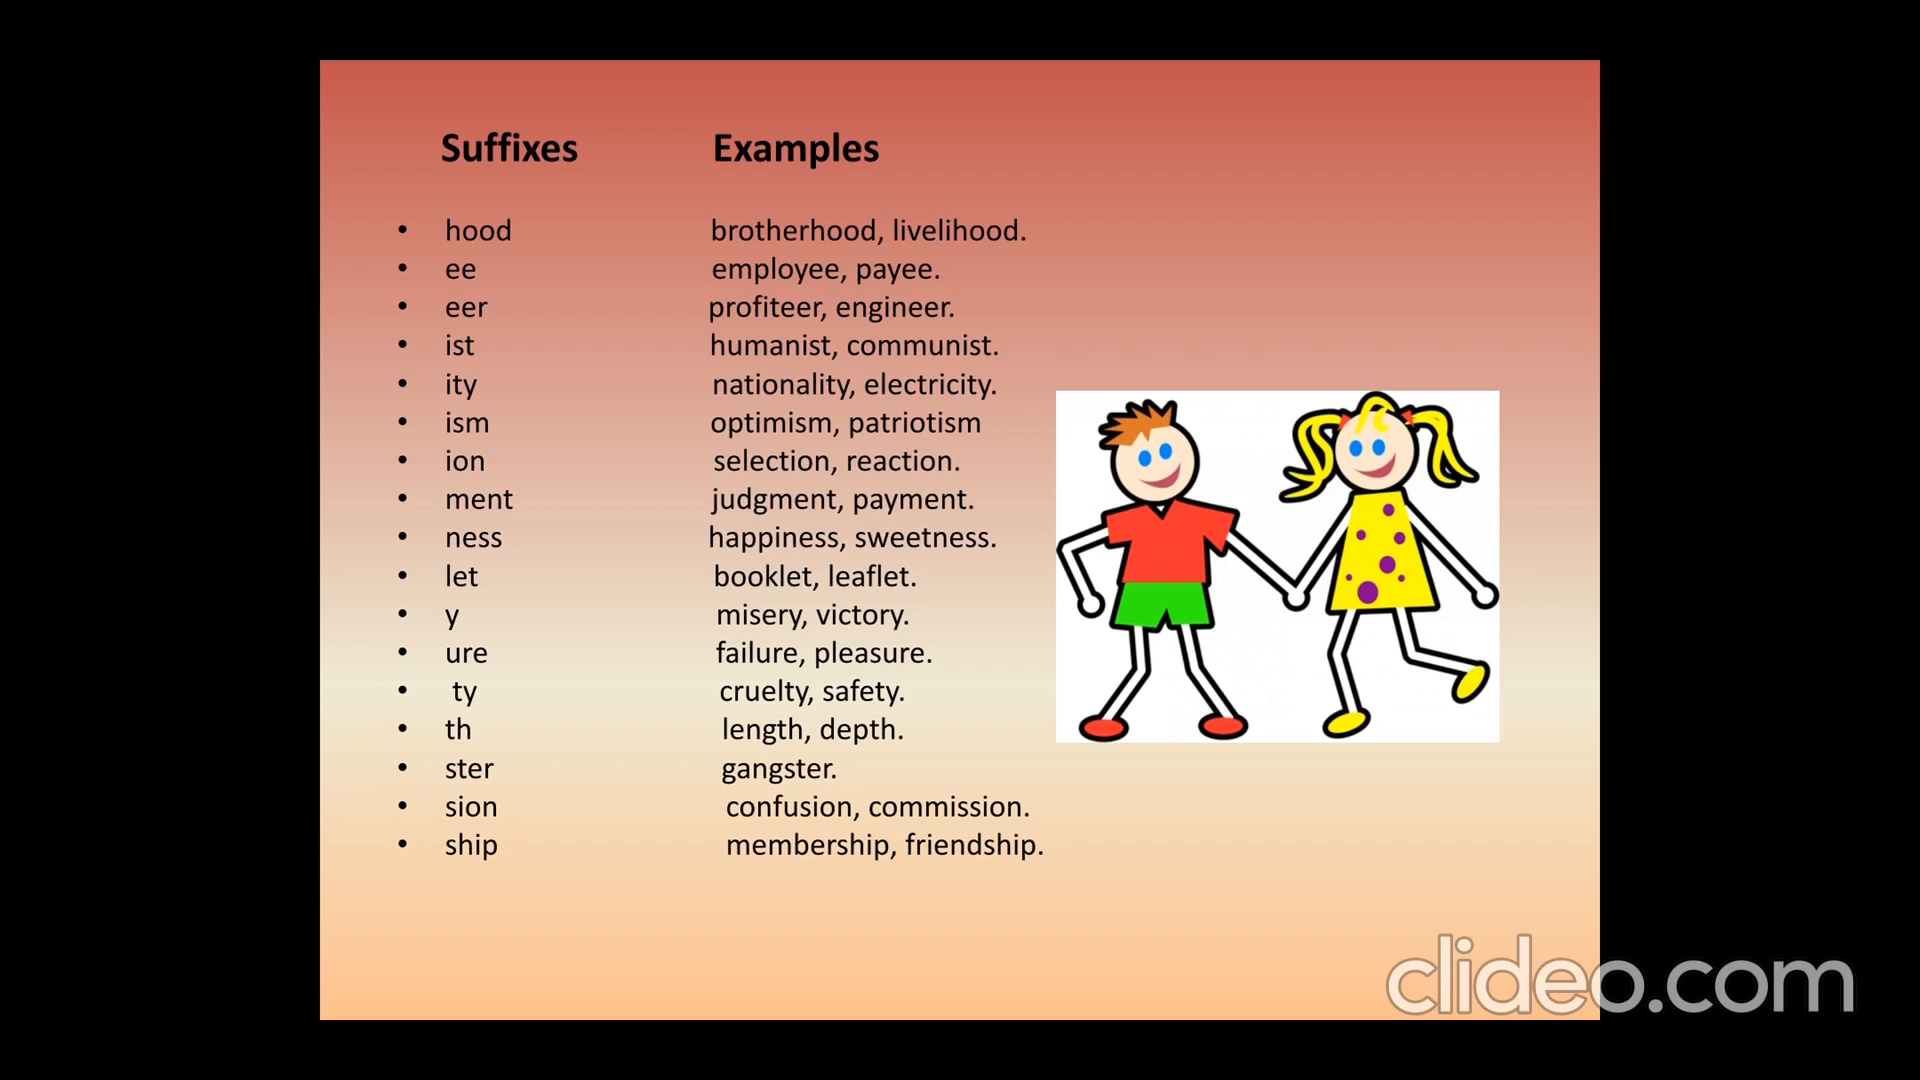 Suffixes Examples
• hood brotherhood, livelihood.
• ee employee, payee.
• eer profiteer, engineer.
• ist humanist, communist.
• ity nationality, electricity.
• ism optimism, patriotism
• ion selection, reaction.
• ment judgment, payment.
• ness happiness, sweetness.
• let booklet, leaflet.
• y misery, victory.
• ure failure, pleasure.
• ty cruelty, safety.
• th length, depth.
• ster gangster.
• sion confusion, commission.
• ship membership, friendship.
clideo.com